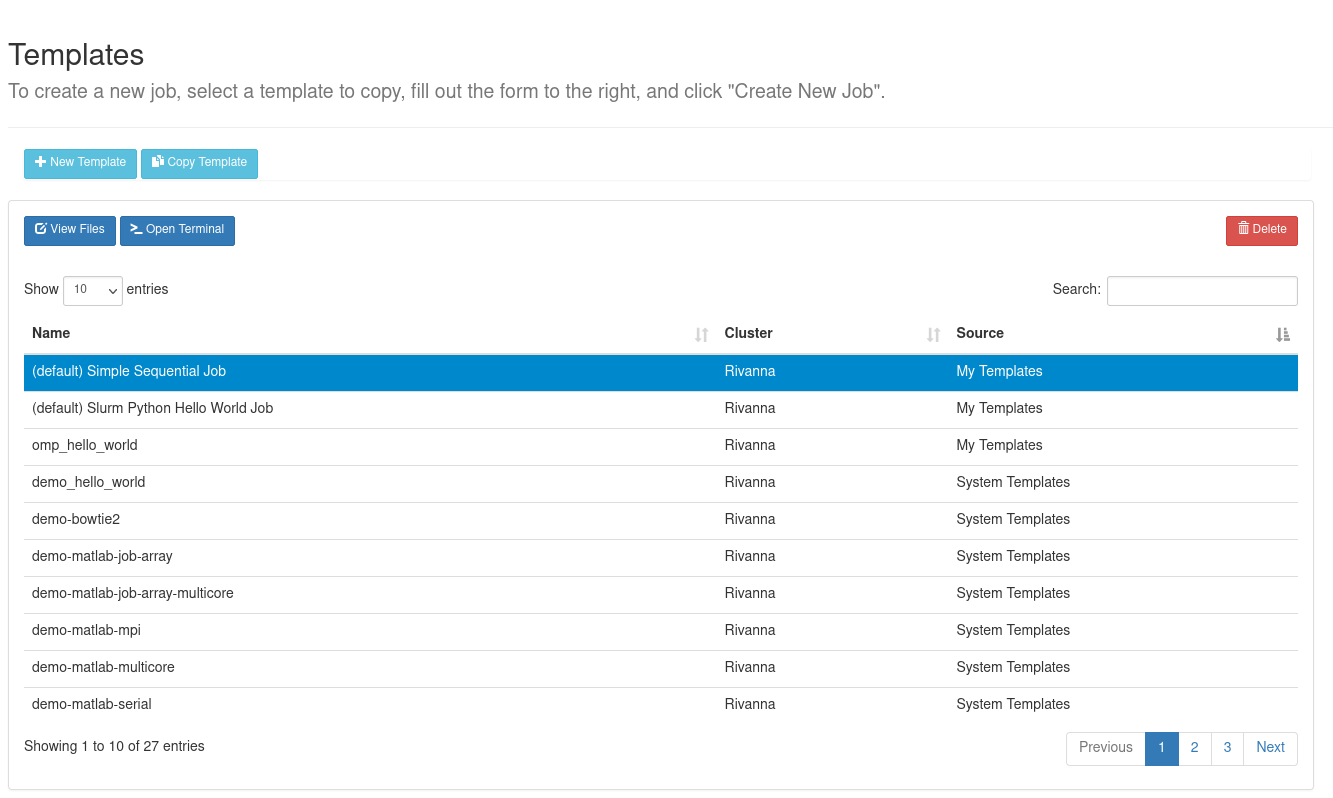 Templates
To create a new job, select a template to copy, fill out the form to the right, and click "Create New Job".
New Template Copy Template
View Files Open Terminal Delete
Show 10 entries Search:
Name Cluster Source
(default) Simple Sequential Job Rivanna My Templates
(default) Slurm Python Hello World Job Rivanna My Templates
omp_hello_world Rivanna My Templates
demo_hello_world Rivanna System Templates
demo-bowtie2 Rivanna System Templates
demo-matlab-job-array Rivanna System Templates
demo-matlab-job-array-multicore Rivanna System Templates
demo-matlab-mpi Rivanna System Templates
demo-matlab-multicore Rivanna System Templates
demo-matlab-serial Rivanna System Templates
Showing 1 to 10 of 27 entries Previous 1 2 3 Next